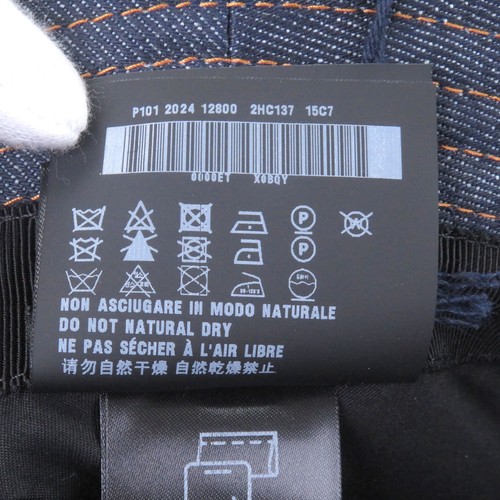 P101 2024 12800 2HC137 15C7
0000ET X0BQY
P W
P
NON ASCIUGARE IN MODO NATURALE
DO NOT NATURAL DRY
NE PAS SÉCHER À L'AIR LIBRE
请勿自然干燥 自然乾燥禁止